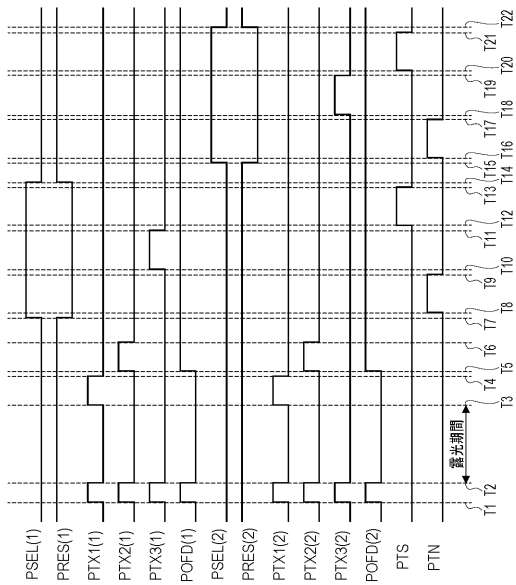 PSEL(1)
PRES(1)
PTX1(1)
PTX2(1)
PTX3(1)
POFD(1)
PSEL(2)
PRES(2)
PTX1(2)
PTX2(2)
PTX3(2)
POFD(2)
PTS
PTN
露光期間
T1 T2 T3 T4 T5 T6 T7 T8 T9 T10 T11 T12 T13 T14 T15 T16 T17 T18 T19 T20 T21 T22